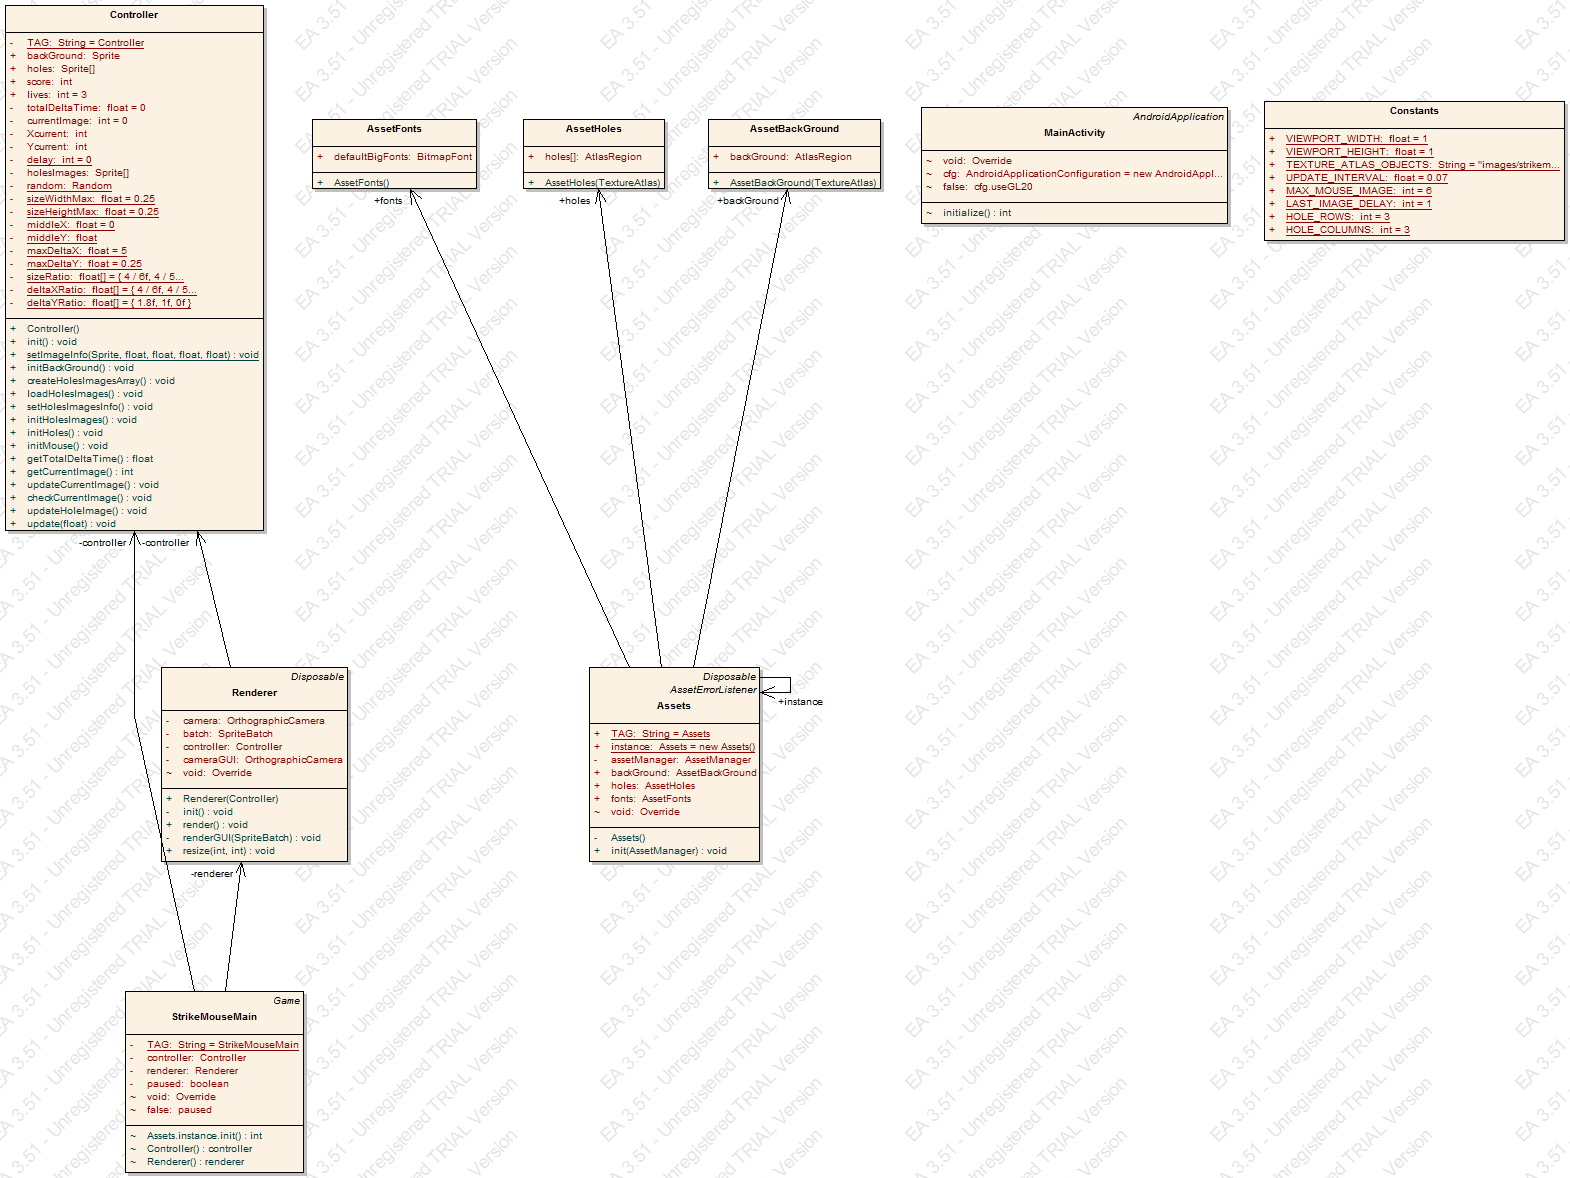 Controller
- TAG: String = Controller
+ backGround: Sprite
+ holes: Sprite[]
+ score: int
+ lives: int = 3
- totalDeltaTime: float = 0
- currentImage: int = 0
- Xcurrent: int
- Ycurrent: int
- delay: int = 0
- holesImages: Sprite[]
- random: Random
- sizeWidthMax: float = 0.25
- sizeHeightMax: float = 0.25
- middleX: float = 0
- middleY: float
- maxDeltaX: float = 5
- maxDeltaY: float = 0.25
- sizeRatio: float[] = { 4 / 6f, 4 / 5...
- deltaXRatio: float[] = { 4 / 6f, 4 / 5...
- deltaYRatio: float[] = { 1.8f, 1f, 0f }
+ Controller()
+ init() : void
+ setImageInfo(Sprite, float, float, float, float) : void
+ initBackGround() : void
+ createHolesImagesArray() : void
+ loadHolesImages() : void
+ setHolesImagesInfo() : void
+ initHolesImages() : void
+ initHoles() : void
+ initMouse() : void
+ getTotalDeltaTime() : float
+ getCurrentImage() : int
+ updateCurrentImage() : void
+ checkCurrentImage() : void
+ updateHoleImage() : void
+ update(float) : void
-controller
-controller
AssetFonts
+ defaultBigFonts: BitmapFont
+ AssetFonts()
+fonts
AssetHoles
+ holes[]: AtlasRegion
+ AssetHoles(TextureAtlas)
+holes
AssetBackGround
+ backGround: AtlasRegion
+ AssetBackGround(TextureAtlas)
+backGround
AndroidApplication
MainActivity
~ void: Override
~ cfg: AndroidApplicationConfiguration = new AndroidAppl...
~ false: cfg.useGL20
~ initialize() : int
Constants
+ VIEWPORT_WIDTH: float = 1
+ VIEWPORT_HEIGHT: float = 1
+ TEXTURE_ATLAS_OBJECTS: String = "images/strikem...
+ UPDATE_INTERVAL: float = 0.07
+ MAX_MOUSE_IMAGE: int = 6
+ LAST_IMAGE_DELAY: int = 1
+ HOLE_ROWS: int = 3
+ HOLE_COLUMNS: int = 3
Disposable
Renderer
- camera: OrthographicCamera
- batch: SpriteBatch
- controller: Controller
- cameraGUI: OrthographicCamera
~ void: Override
+ Renderer(Controller)
- init() : void
+ render() : void
- renderGUI(SpriteBatch) : void
+ resize(int, int) : void
-renderer
Disposable
AssetErrorListener
Assets
+ TAG: String = Assets
+ instance: Assets = new Assets()
- assetManager: AssetManager
+ backGround: AssetBackGround
+ holes: AssetHoles
+ fonts: AssetFonts
~ void: Override
- Assets()
+ init(AssetManager) : void
+instance
Game
StrikeMouseMain
- TAG: String = StrikeMouseMain
- controller: Controller
- renderer: Renderer
- paused: boolean
~ void: Override
~ false: paused
~ Assets.instance.init() : int
~ Controller() : controller
~ Renderer() : renderer
EA 3.51 - Unregistered TRIAL Version